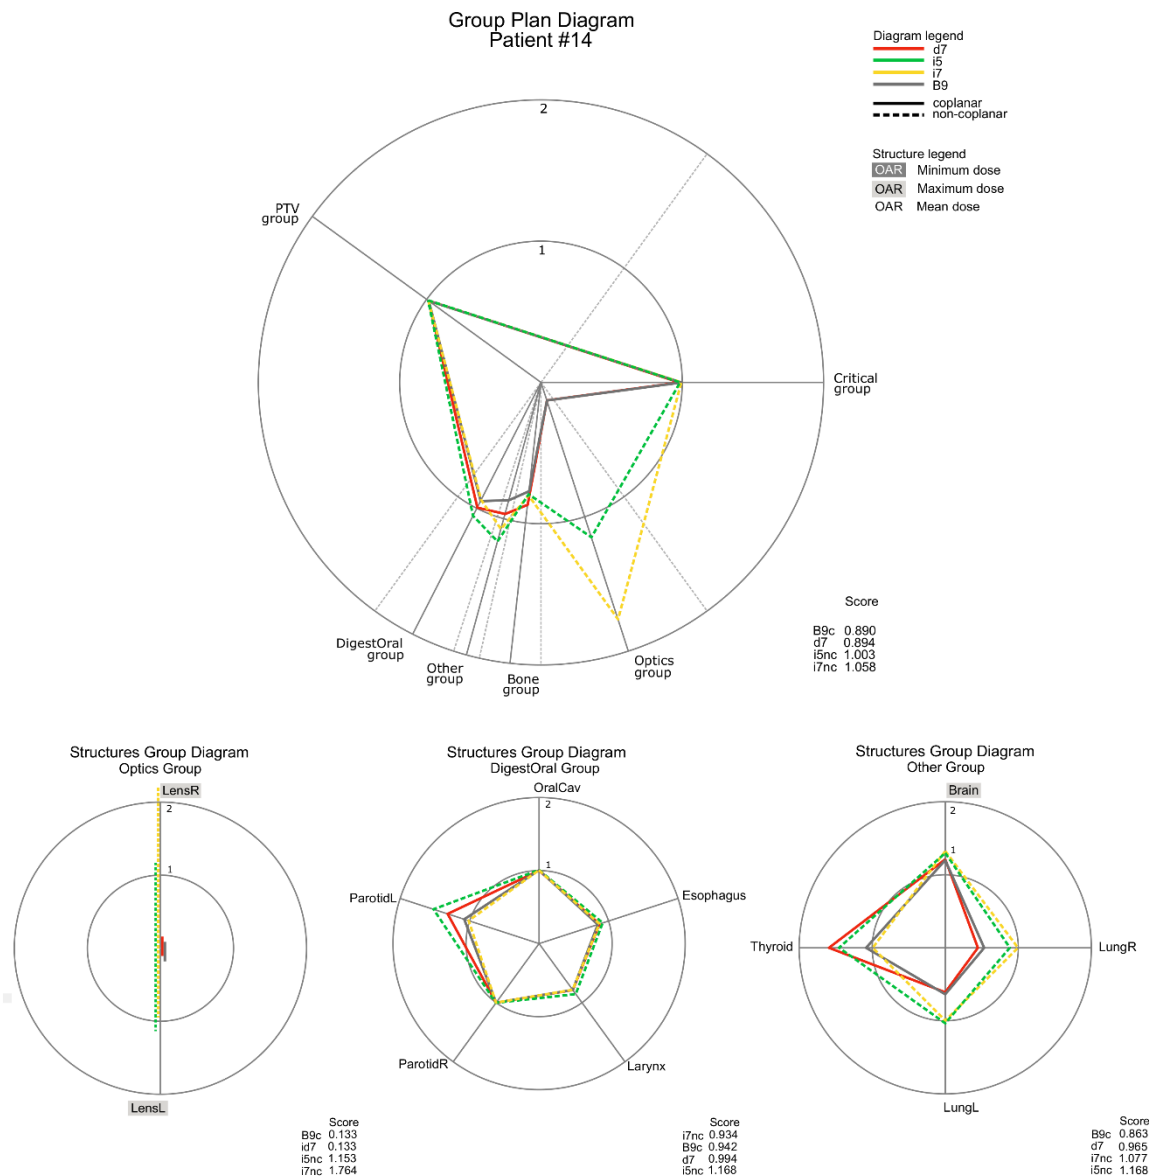 Group Plan Diagram
Patient #14
Diagram legend
d7
i5
i7
B9
coplanar
non-coplanar
Structure legend
OAR Minimum dose
OAR Maximum dose
OAR Mean dose
2
1
PTV
group
Critical
group
DigestOral
group
Other
group
Bone
group
Optics
group
Score
B9c 0.890
d7 0.894
i5nc 1.003
i7nc 1.058
Structures Group Diagram
Optics Group
LensR
2
1
LensL
Score
B9c 0.133
id7 0.133
i5nc 1.153
i7nc 1.764
Structures Group Diagram
DigestOral Group
OralCav
2
1
ParotidL
Esophagus
ParotidR
Larynx
Score
i7nc 0.934
B9c 0.942
d7 0.994
i5nc 1.168
Structures Group Diagram
Other Group
Brain
2
1
Thyroid
LungR
LungL
Score
B9c 0.863
d7 0.965
i7nc 1.077
i5nc 1.168